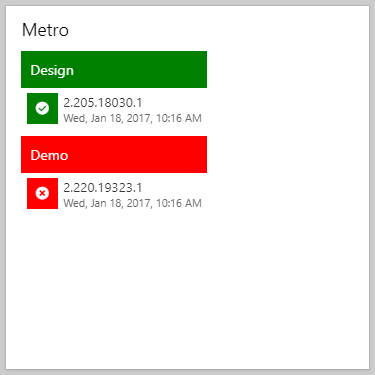 Metro
Design
2.205.18030.1
Wed, Jan 18, 2017, 10:16 AM
Demo
2.220.19323.1
Wed, Jan 18, 2017, 10:16 AM